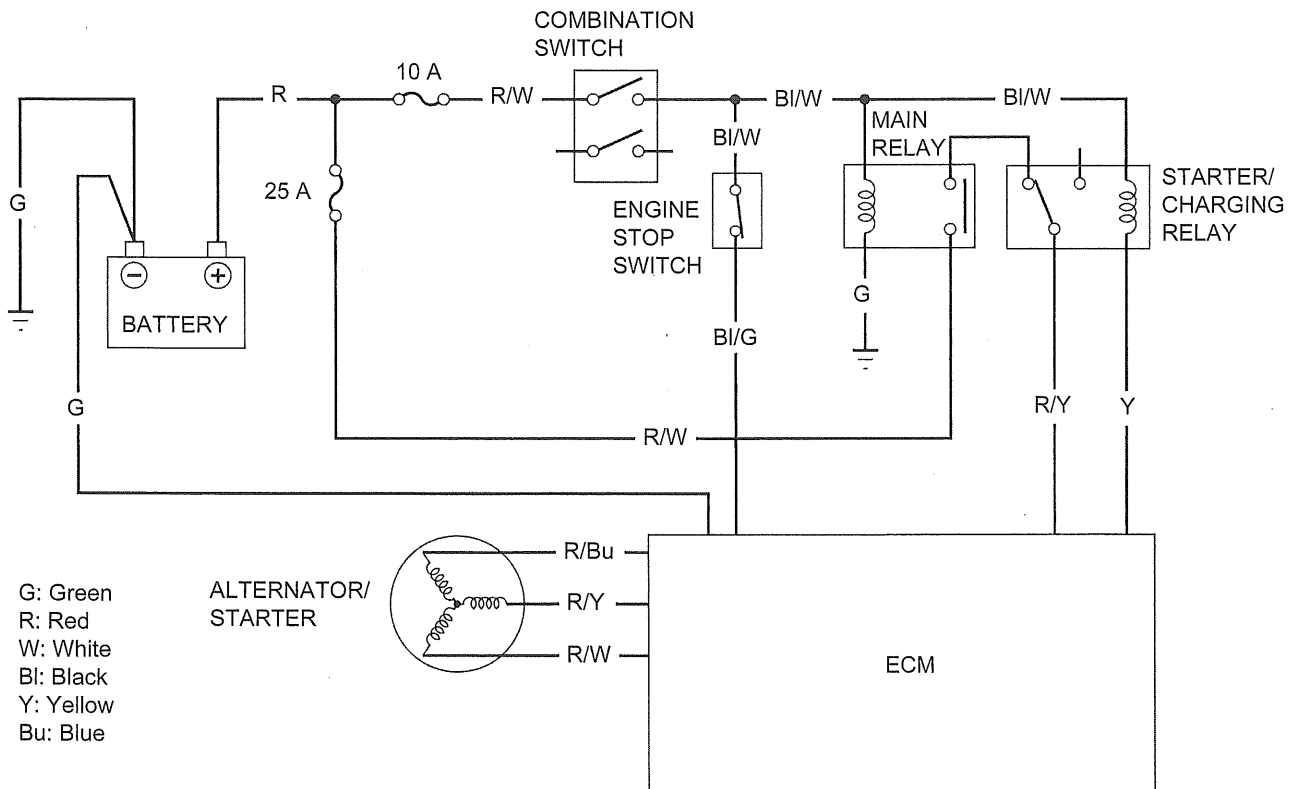 COMBINATION
SWITCH
10 A
R
R/W
Bl/W
Bl/W
Bl/W
MAIN
RELAY
25 A
G
ENGINE
STOP
SWITCH
STARTER/
CHARGING
RELAY
− +
BATTERY
G
Bl/G
G
R/Y
Y
R/W
R/Bu
ALTERNATOR/
STARTER
R/Y
R/W
ECM
G: Green
R: Red
W: White
Bl: Black
Y: Yellow
Bu: Blue